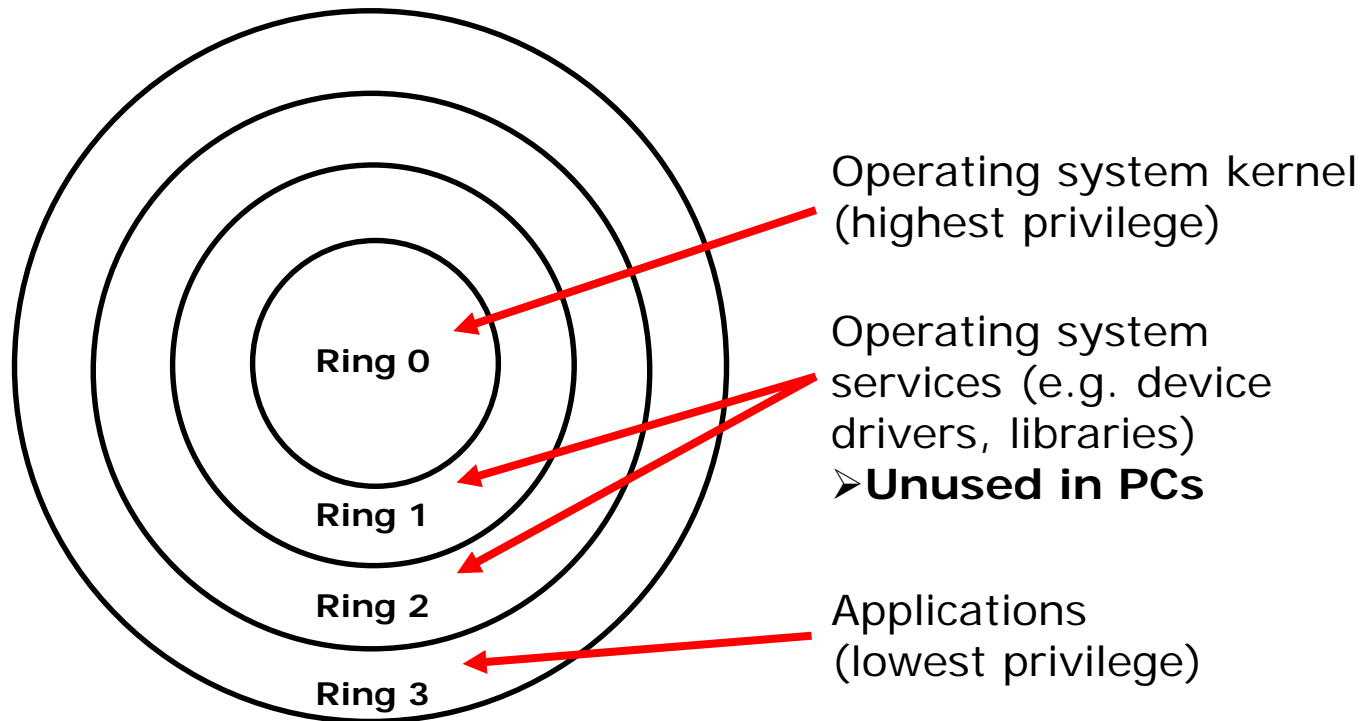 Ring 0
Ring 1
Ring 2
Ring 3
Operating system kernel
(highest privilege)
Operating system
services (e.g. device
drivers, libraries)
➢Unused in PCs
Applications
(lowest privilege)